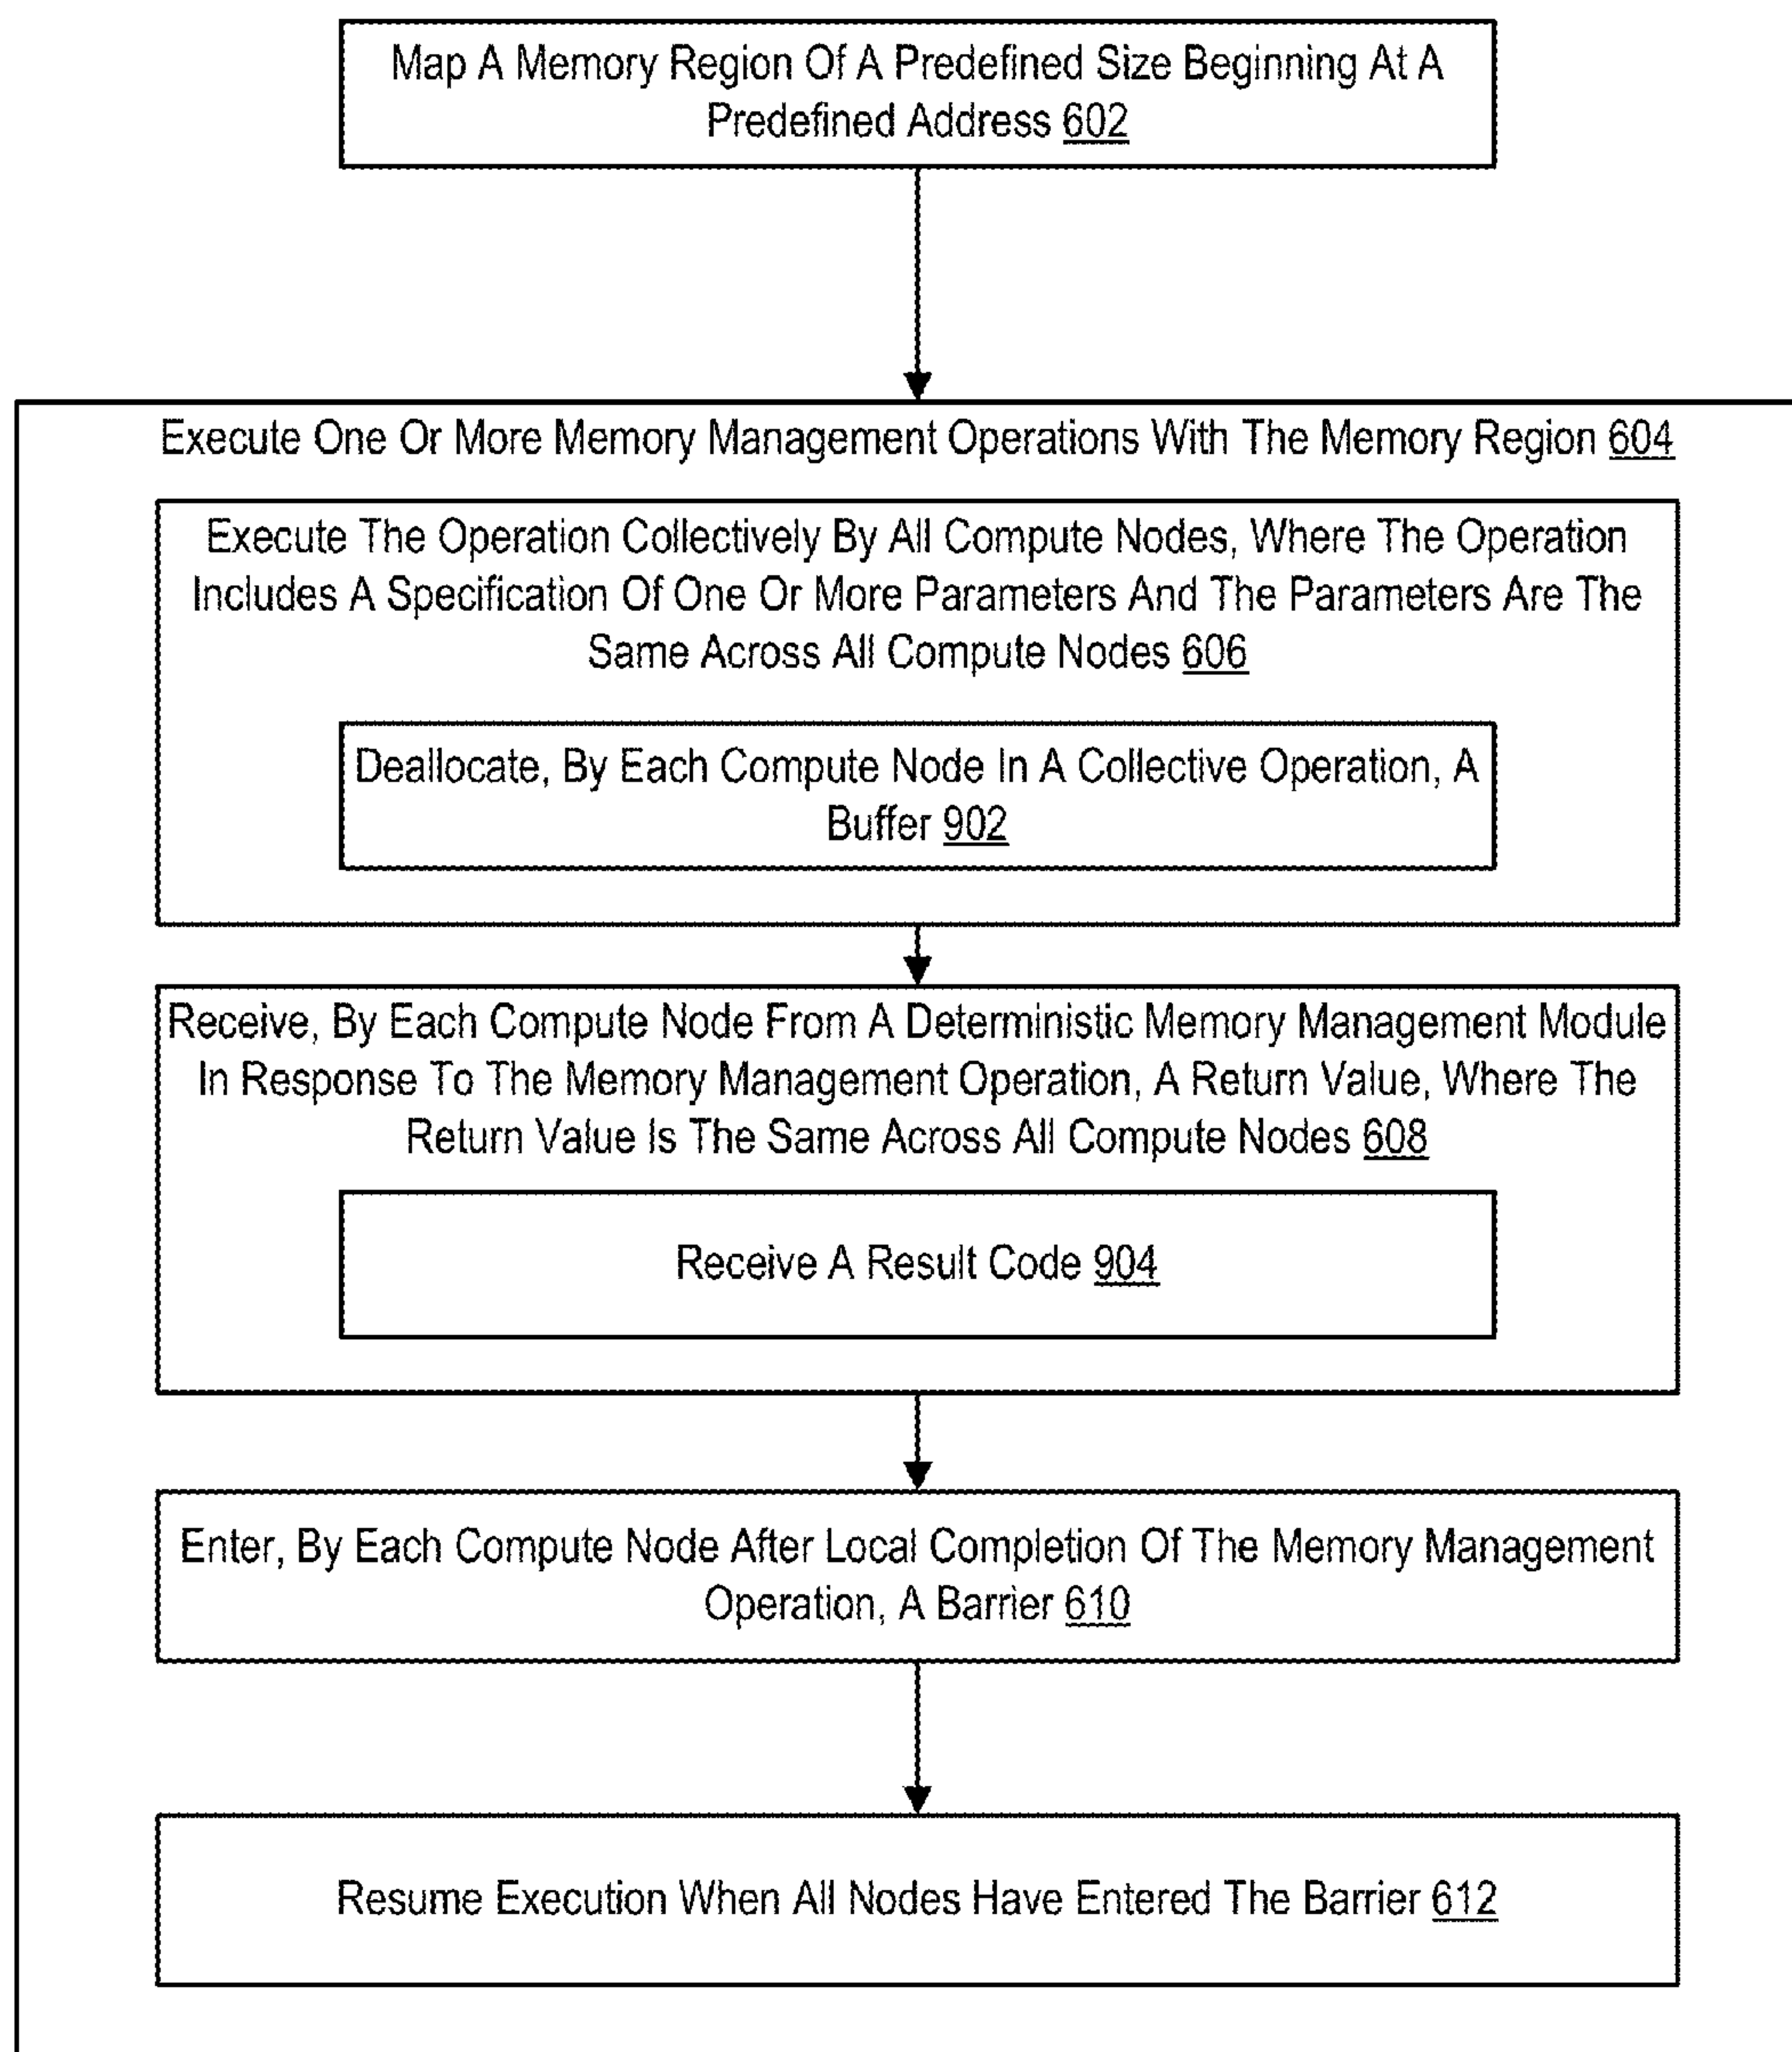 Map A Memory Region Of A Predefined Size Beginning At A
Predefined Address 602
Execute One Or More Memory Management Operations With The Memory Region 604
Execute The Operation Collectively By All Compute Nodes, Where The Operation
Includes A Specification Of One Or More Parameters And The Parameters Are The
Same Across All Compute Nodes 606
Deallocate, By Each Compute Node In A Collective Operation, A
Buffer 902
Receive, By Each Compute Node From A Deterministic Memory Management Module
In Response To The Memory Management Operation, A Return Value, Where The
Return Value Is The Same Across All Compute Nodes 608
Receive A Result Code 904
Enter, By Each Compute Node After Local Completion Of The Memory Management
Operation, A Barrier 610
Resume Execution When All Nodes Have Entered The Barrier 612